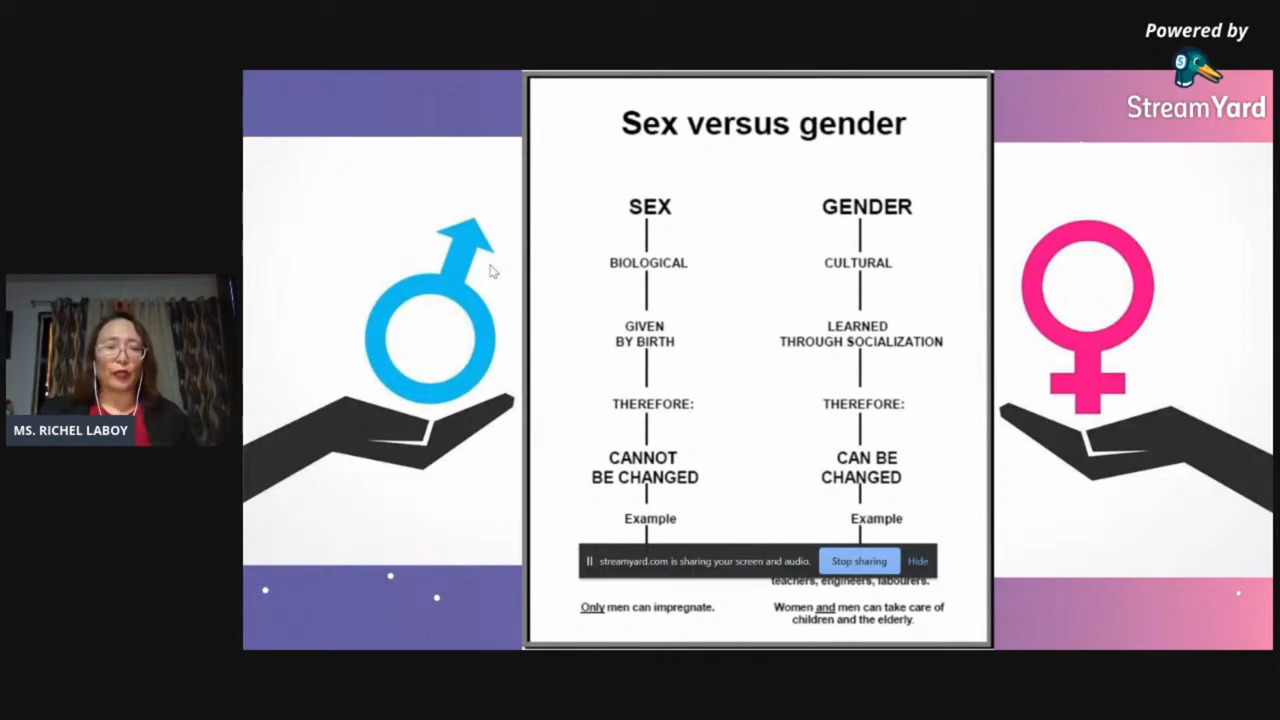 Powered by
StreamYard
Sex versus gender
SEX
GENDER
BIOLOGICAL
CULTURAL
GIVEN
BY BIRTH
LEARNED
THROUGH SOCIALIZATION
THEREFORE:
THEREFORE:
CANNOT
BE CHANGED
CAN BE
CHANGED
Example
Example
streamyard.com is sharing your screen and audio.
Stop sharing
Hide
teachers, engineers, labourers.
Only men can impregnate.
Women and men can take care of
children and the elderly.
MS. RICHEL LABOY